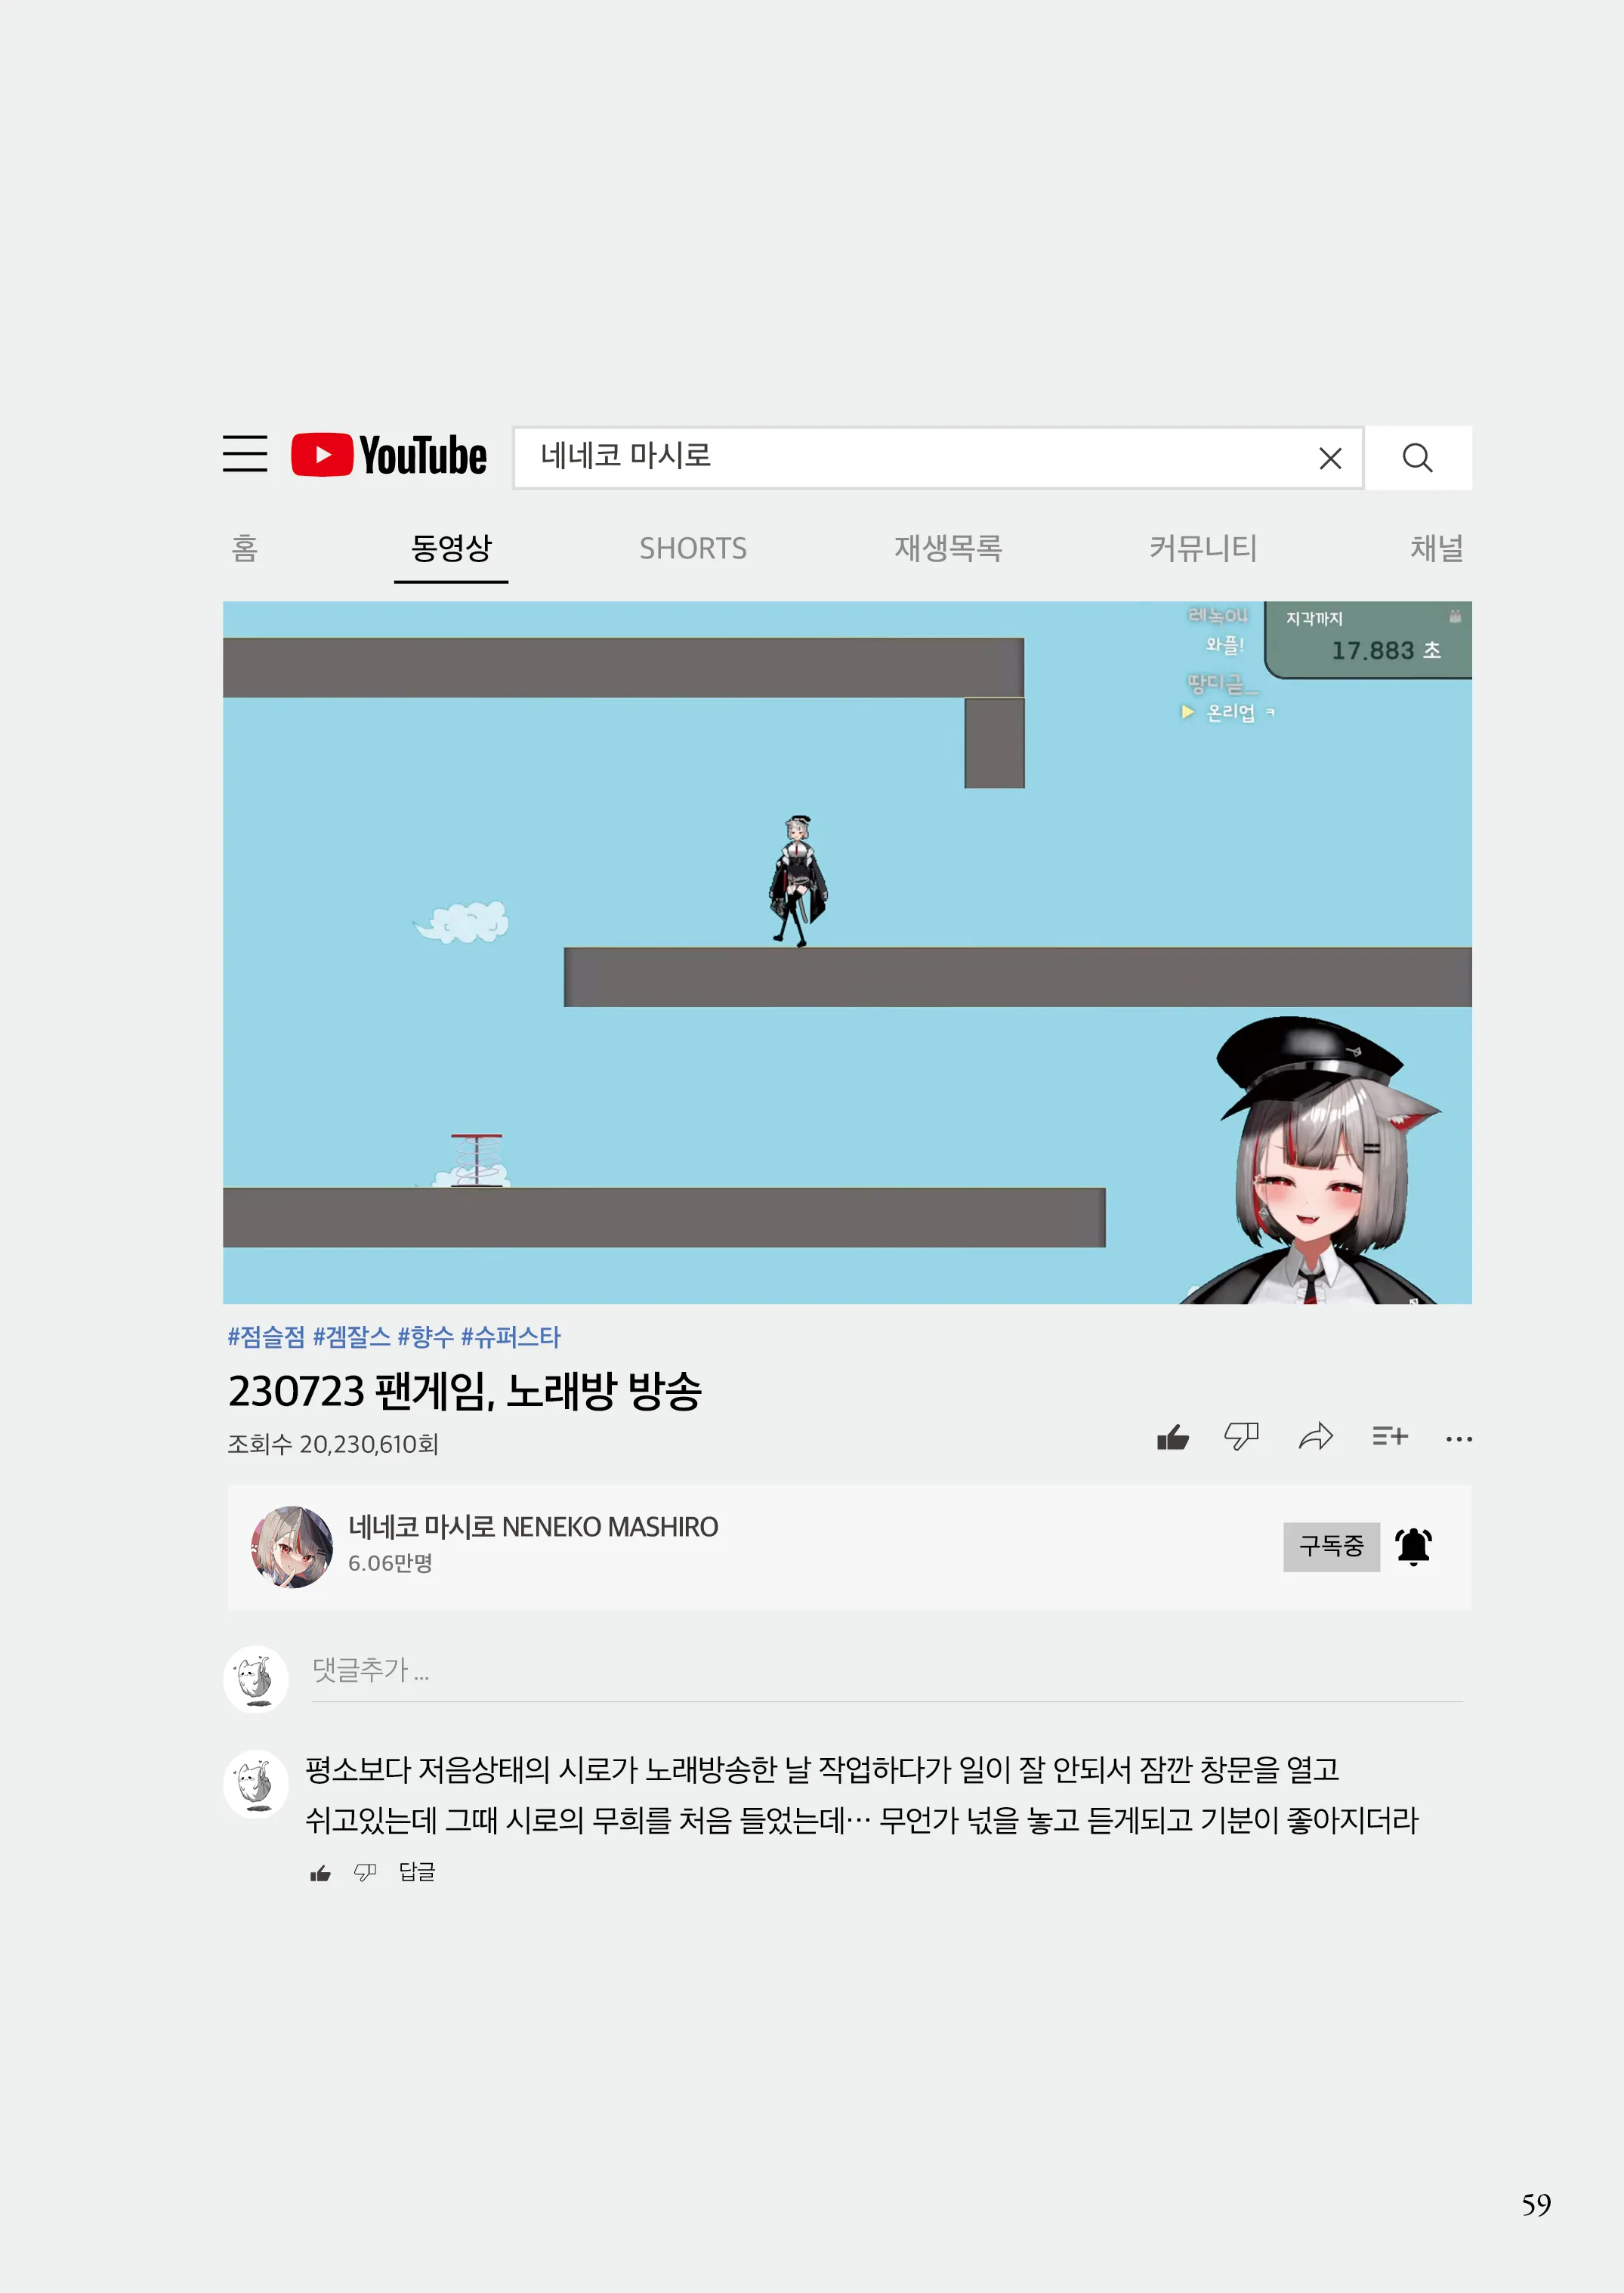 YouTube
네네코 마시로
홈 동영상 SHORTS 재생목록 커뮤니티 채널
레녹04
와플!
땅디귿_
▶ 온리업 ㅋ
지각까지
17.883 초
#점슬점 #겜잘스 #향수 #슈퍼스타
230723 팬게임, 노래방 방송
조회수 20,230,610회
네네코 마시로 NENEKO MASHIRO
6.06만명
구독중
댓글추가 ...
평소보다 저음상태의 시로가 노래방송한 날 작업하다가 일이 잘 안되서 잠깐 창문을 열고
쉬고있는데 그때 시로의 무희를 처음 들었는데… 무언가 넋을 놓고 듣게되고 기분이 좋아지더라
답글
59